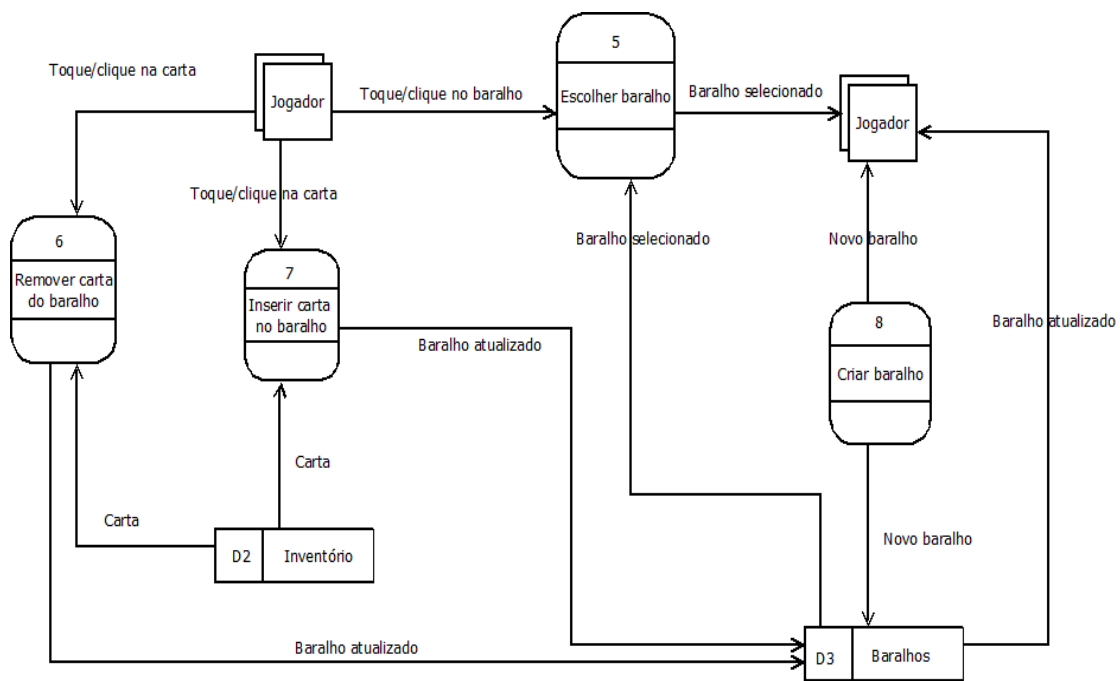 5
Toque/clique na carta
Jogador
Toque/clique no baralho
Escolher baralho
Baralho selecionado
Jogador
Toque/clique na carta
6
Baralho selecionado
Novo baralho
7
Remover carta
do baralho
Inserir carta
no baralho
8
Baralho atualizado
Baralho atualizado
Criar baralho
Carta
Carta
D2
Inventório
Novo baralho
Baralho atualizado
D3
Baralhos